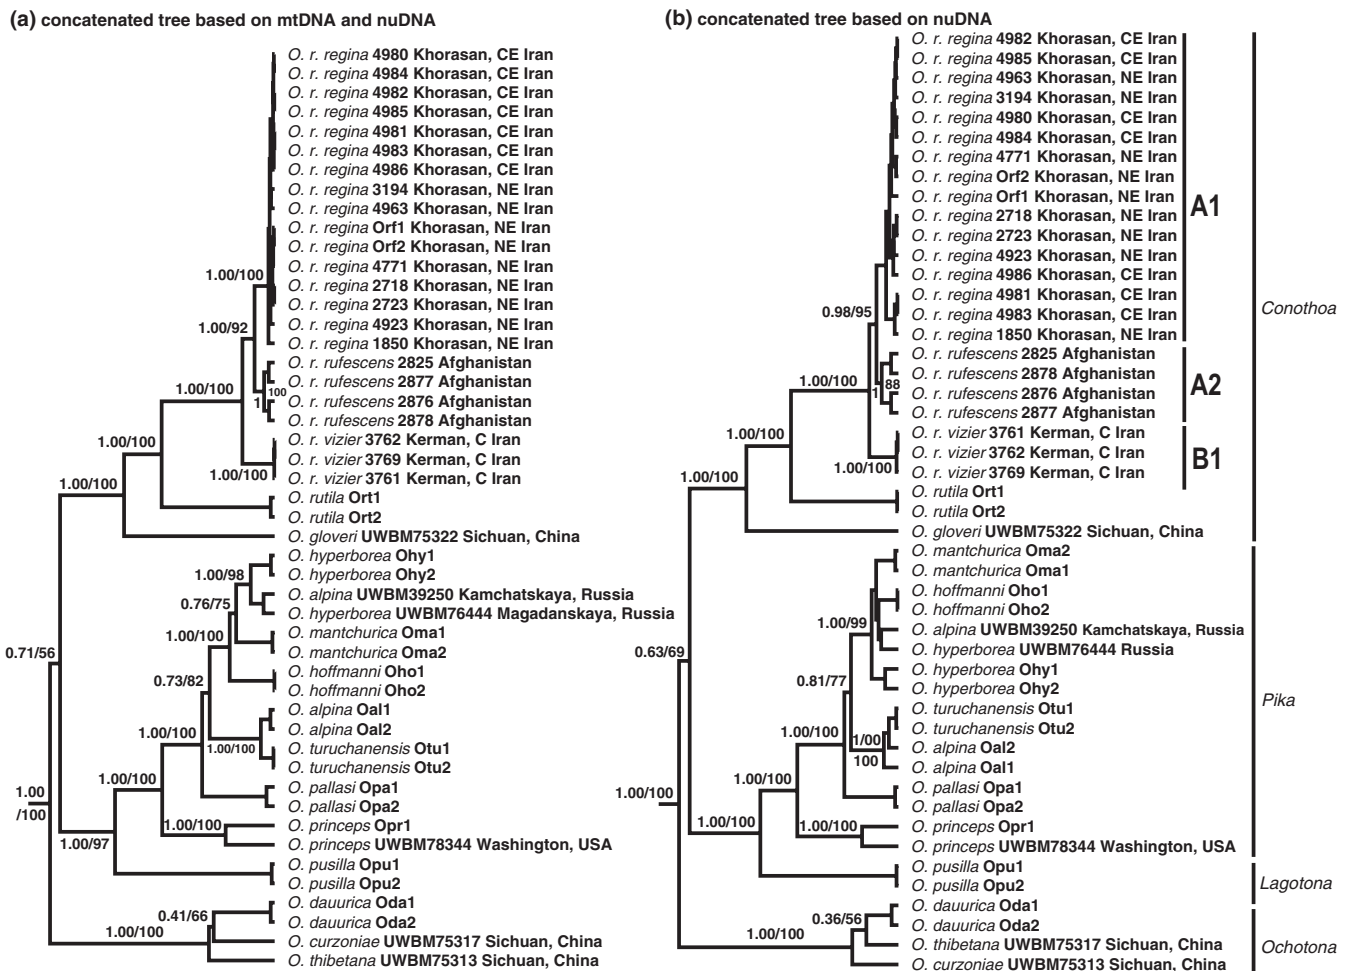 (a) concatenated tree based on mtDNA and nuDNA
O. r. regina 4980 Khorasan, CE Iran
O. r. regina 4984 Khorasan, CE Iran
O. r. regina 4982 Khorasan, CE Iran
O. r. regina 4985 Khorasan, CE Iran
O. r. regina 4981 Khorasan, CE Iran
O. r. regina 4983 Khorasan, CE Iran
O. r. regina 4986 Khorasan, CE Iran
O. r. regina 3194 Khorasan, NE Iran
O. r. regina 4963 Khorasan, NE Iran
O. r. regina Orf1 Khorasan, NE Iran
O. r. regina Orf2 Khorasan, NE Iran
O. r. regina 4771 Khorasan, NE Iran
O. r. regina 2718 Khorasan, NE Iran
O. r. regina 2723 Khorasan, NE Iran
O. r. regina 4923 Khorasan, NE Iran
O. r. regina 1850 Khorasan, NE Iran
O. r. rufescens 2825 Afghanistan
O. r. rufescens 2877 Afghanistan
O. r. rufescens 2876 Afghanistan
O. r. rufescens 2878 Afghanistan
O. r. vizier 3762 Kerman, C Iran
O. r. vizier 3769 Kerman, C Iran
O. r. vizier 3761 Kerman, C Iran
O. rutila Ort1
O. rutila Ort2
O. gloveri UWBM75322 Sichuan, China
O. hyperborea Ohy1
O. hyperborea Ohy2
O. alpina UWBM39250 Kamchatskaya, Russia
O. hyperborea UWBM76444 Magadanskaya, Russia
O. mantchurica Oma1
O. mantchurica Oma2
O. hoffmanni Oho1
O. hoffmanni Oho2
O. alpina Oal1
O. alpina Oal2
O. turuchanensis Otu1
O. turuchanensis Otu2
O. pallasi Opa1
O. pallasi Opa2
O. princeps Opr1
O. princeps UWBM78344 Washington, USA
O. pusilla Opu1
O. pusilla Opu2
O. dauurica Oda1
O. dauurica Oda2
O. curzoniae UWBM75317 Sichuan, China
O. thibetana UWBM75313 Sichuan, China
1.00/100
1.00/92
1.00/100
100
1
1.00/100
1.00/100
1.00/100
1.00/98
0.76/75
1.00/100
0.71/56
0.73/82
1.00/100
1.00/100
1.00/100
1.00
/100
1.00/100
1.00/97
0.41/66
1.00/100
(b) concatenated tree based on nuDNA
O. r. regina 4982 Khorasan, CE Iran
O. r. regina 4985 Khorasan, CE Iran
O. r. regina 4963 Khorasan, NE Iran
O. r. regina 3194 Khorasan, NE Iran
O. r. regina 4980 Khorasan, CE Iran
O. r. regina 4984 Khorasan, CE Iran
O. r. regina 4771 Khorasan, NE Iran
O. r. regina Orf2 Khorasan, NE Iran
O. r. regina Orf1 Khorasan, NE Iran
O. r. regina 2718 Khorasan, NE Iran
O. r. regina 2723 Khorasan, NE Iran
O. r. regina 4923 Khorasan, NE Iran
O. r. regina 4986 Khorasan, CE Iran
O. r. regina 4981 Khorasan, CE Iran
O. r. regina 4983 Khorasan, CE Iran
O. r. regina 1850 Khorasan, NE Iran
O. r. rufescens 2825 Afghanistan
O. r. rufescens 2878 Afghanistan
O. r. rufescens 2876 Afghanistan
O. r. rufescens 2877 Afghanistan
O. r. vizier 3761 Kerman, C Iran
O. r. vizier 3762 Kerman, C Iran
O. r. vizier 3769 Kerman, C Iran
O. rutila Ort1
O. rutila Ort2
O. gloveri UWBM75322 Sichuan, China
O. mantchurica Oma2
O. mantchurica Oma1
O. hoffmanni Oho1
O. hoffmanni Oho2
O. alpina UWBM39250 Kamchatskaya, Russia
O. hyperborea UWBM76444 Russia
O. hyperborea Ohy1
O. hyperborea Ohy2
O. turuchanensis Otu1
O. turuchanensis Otu2
O. alpina Oal2
O. alpina Oal1
O. pallasi Opa1
O. pallasi Opa2
O. princeps Opr1
O. princeps UWBM78344 Washington, USA
O. pusilla Opu1
O. pusilla Opu2
O. dauurica Oda1
O. dauurica Oda2
O. thibetana UWBM75317 Sichuan, China
O. curzoniae UWBM75313 Sichuan, China
0.98/95
1.00/100
88
1
1.00/100
1.00/100
1.00/100
1.00/99
0.63/69
0.81/77
1.00/100
1/00
100
1.00/100
1.00/100
1.00/100
1.00/100
0.36/56
1.00/100
A1
A2
B1
Conothoa
Pika
Lagotona
Ochotona